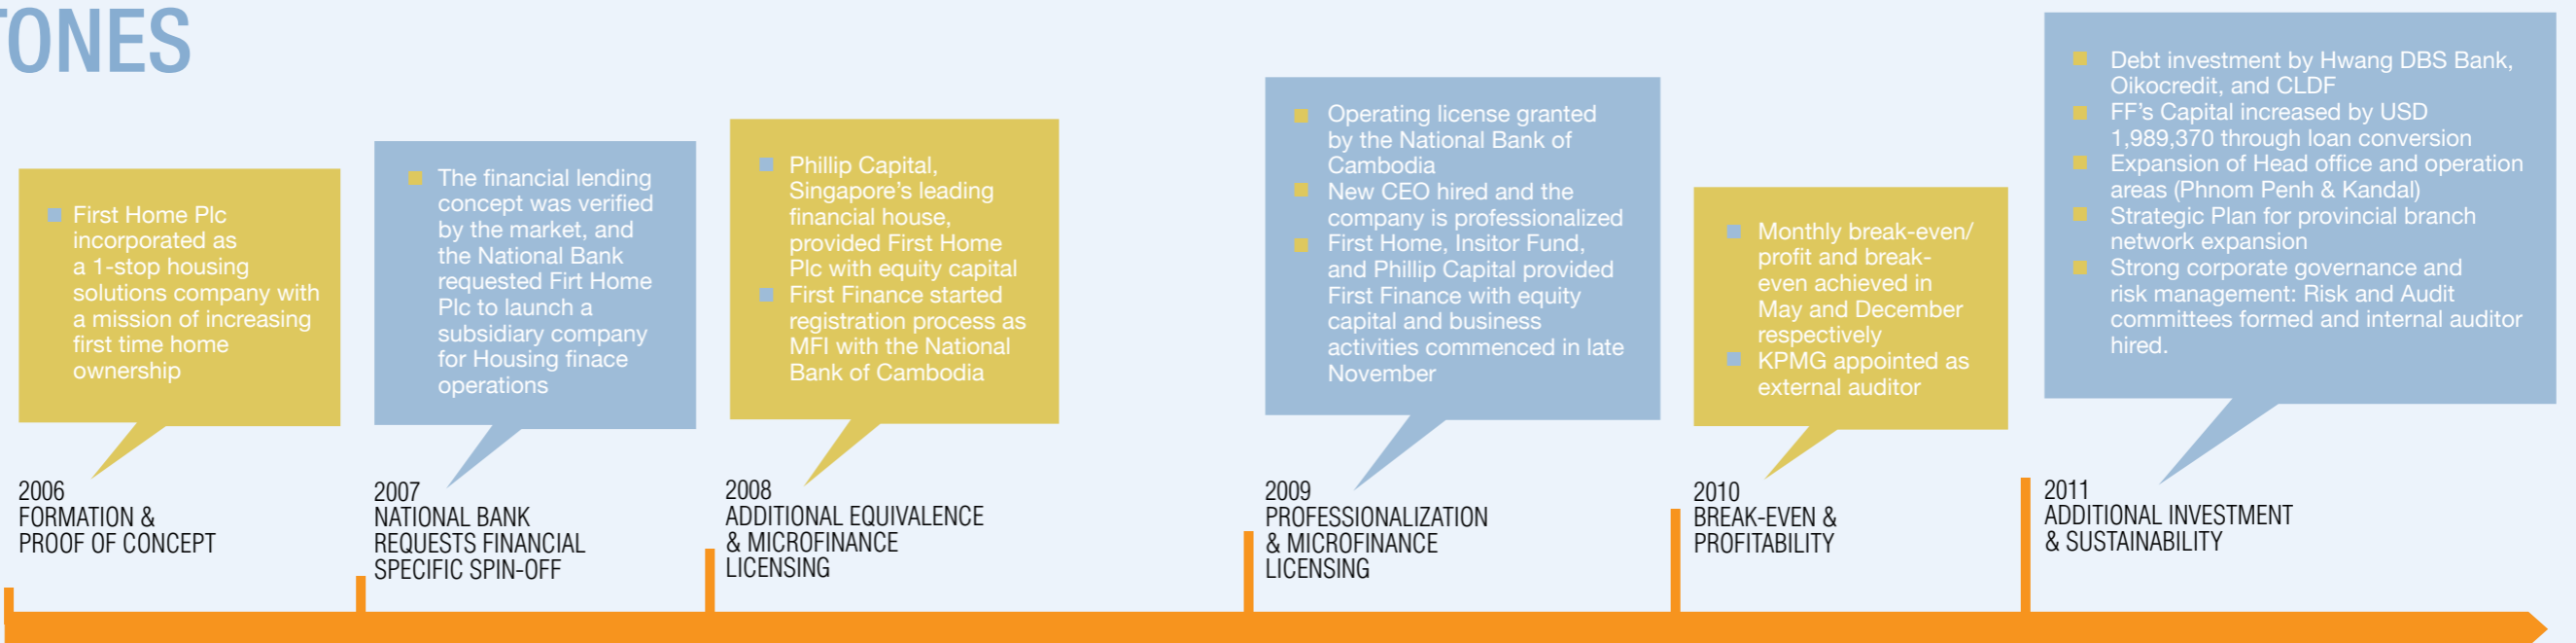 TONES
First Home Plc
incorporated as
a 1-stop housing
solutions company with
a mission of increasing
first time home
ownership
2006
FORMATION &
PROOF OF CONCEPT
The financial lending
concept was verified
by the market, and
the National Bank
requested Firt Home
Plc to launch a
subsidiary company
for Housing finace
operations
2007
NATIONAL BANK
REQUESTS FINANCIAL
SPECIFIC SPIN-OFF
Phillip Capital,
Singapore’s leading
financial house,
provided First Home
Plc with equity capital
First Finance started
registration process as
MFI with the National
Bank of Cambodia
2008
ADDITIONAL EQUIVALENCE
& MICROFINANCE
LICENSING
Operating license granted
by the National Bank of
Cambodia
New CEO hired and the
company is professionalized
First Home, Insitor Fund,
and Phillip Capital provided
First Finance with equity
capital and business
activities commenced in late
November
2009
PROFESSIONALIZATION
& MICROFINANCE
LICENSING
Monthly break-even/
profit and break-
even achieved in
May and December
respectively
KPMG appointed as
external auditor
2010
BREAK-EVEN &
PROFITABILITY
Debt investment by Hwang DBS Bank,
Oikocredit, and CLDF
FF’s Capital increased by USD
1,989,370 through loan conversion
Expansion of Head office and operation
areas (Phnom Penh & Kandal)
Strategic Plan for provincial branch
network expansion
Strong corporate governance and
risk management: Risk and Audit
committees formed and internal auditor
hired.
2011
ADDITIONAL INVESTMENT
& SUSTAINABILITY